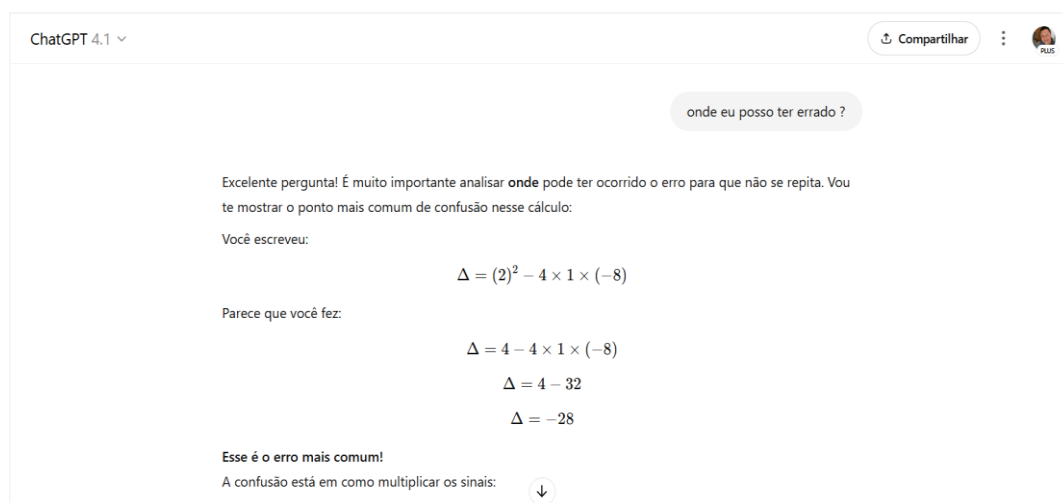 ChatGPT 4.1
Compartilhar
PLUS
onde eu posso ter errado ?
Excelente pergunta! É muito importante analisar onde pode ter ocorrido o erro para que não se repita. Vou
te mostrar o ponto mais comum de confusão nesse cálculo:
Você escreveu:
Δ = (2)² − 4 × 1 × (−8)
Parece que você fez:
Δ = 4 − 4 × 1 × (−8)
Δ = 4 − 32
Δ = −28
Esse é o erro mais comum!
A confusão está em como multiplicar os sinais: